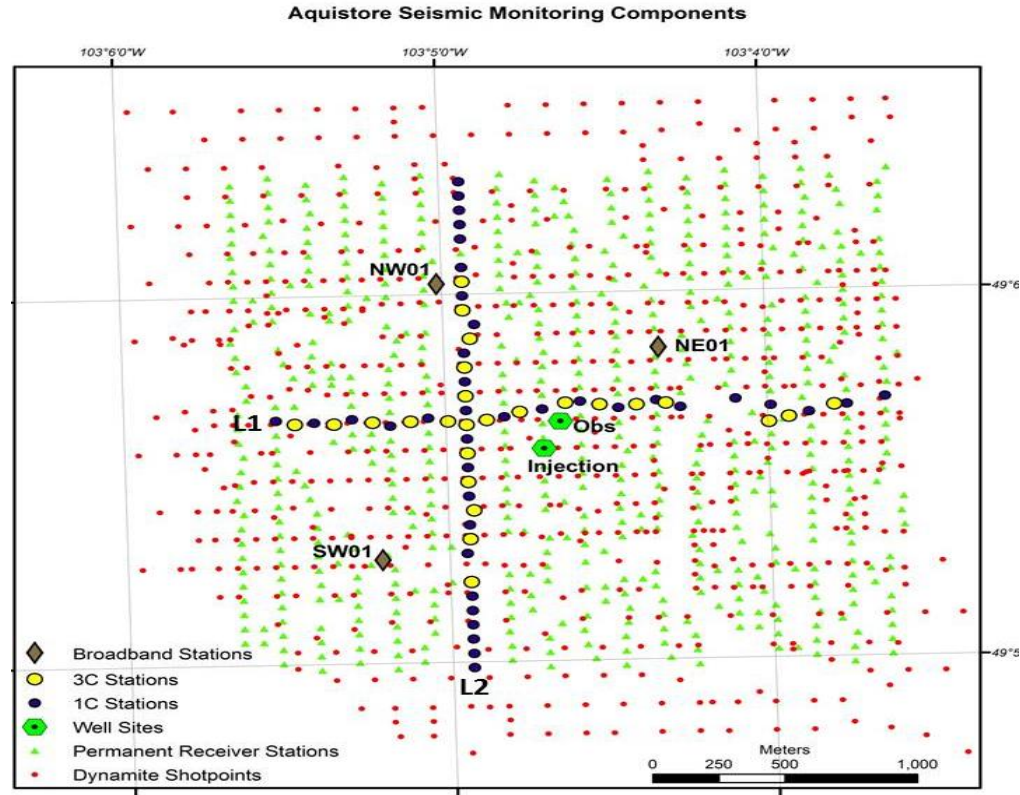 Aquistore Seismic Monitoring Components
103°6'0"W
103°5'0"W
103°4'0"W
NW01
49°6
NE01
L1
Obs
Injection
SW01
Broadband Stations
3C Stations
49°5
L2
1C Stations
Well Sites
Permanent Receiver Stations
Dynamite Shotpoints
Meters
0 250 500 1,000